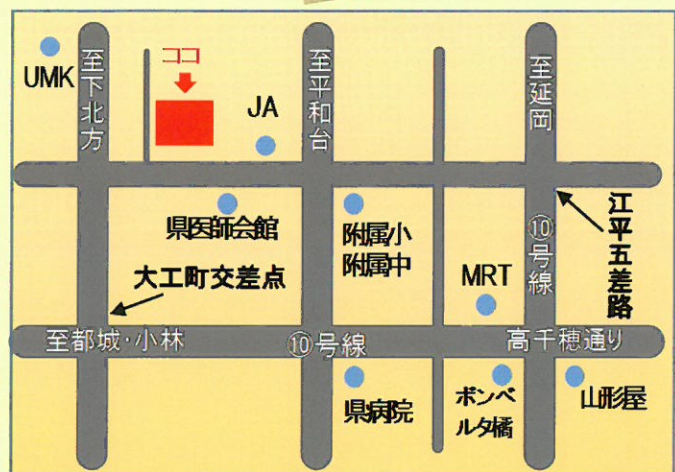 UMK
至下北方
ココ
JA
至平和台
至延岡
県医師会館
附属小
附属中
江平五差路
⑩号線
大工町交差点
MRT
至都城・小林
⑩号線
高千穂通り
県病院
ボンベ
ルタ橘
山形屋